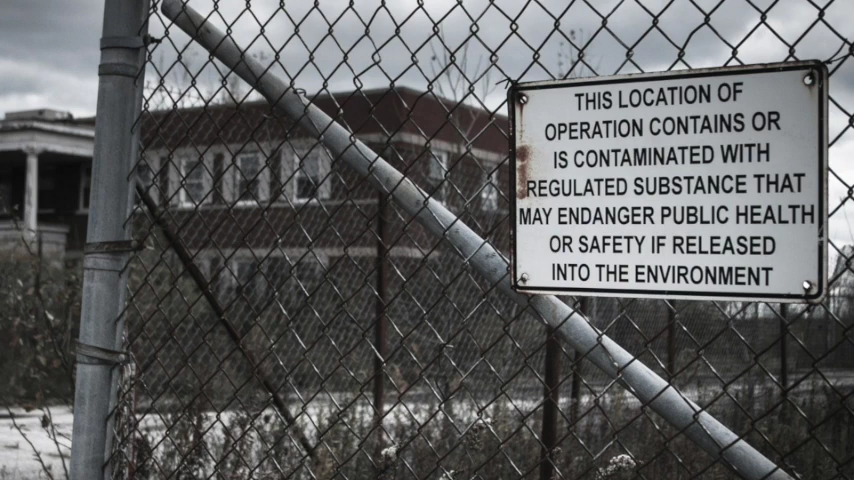 THIS LOCATION OF
OPERATION CONTAINS OR
IS CONTAMINATED WITH
REGULATED SUBSTANCE THAT
MAY ENDANGER PUBLIC HEALTH
OR SAFETY IF RELEASED
INTO THE ENVIRONMENT